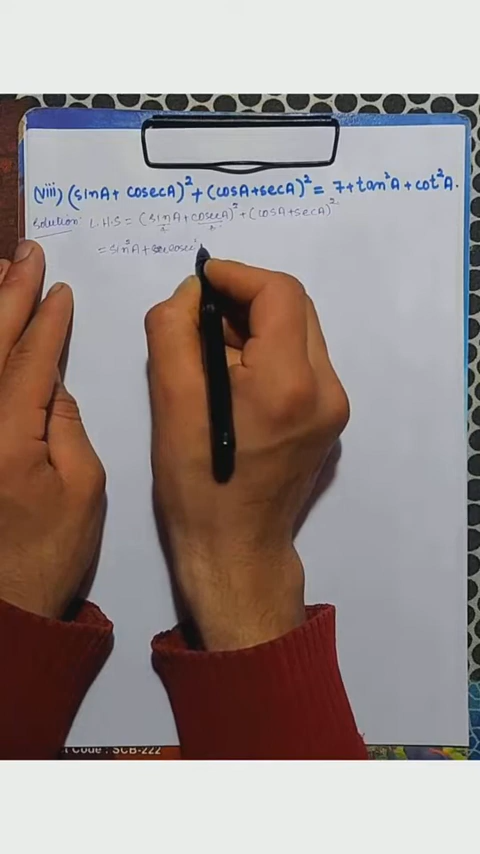 (viii) (sinA + cosecA)² + (cosA + secA)² = 7 + tan²A + cot²A.
Solution: L.H.S = (sinA + cosecA)² + (cosA + secA)²
= sin²A + cosec²
Code : SCB-222